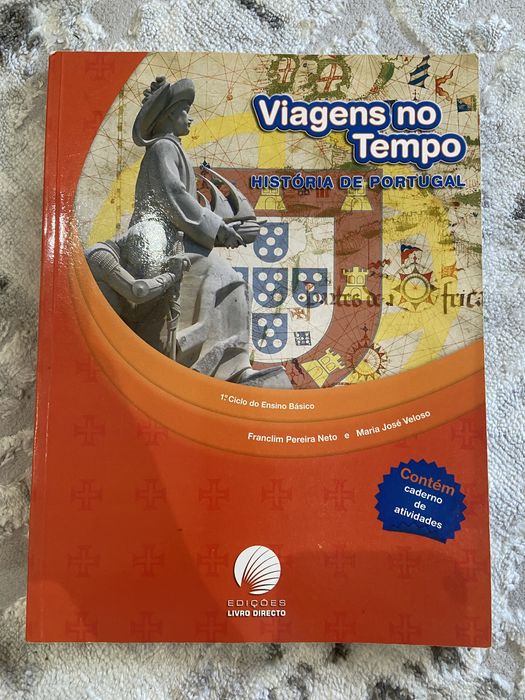 Viagens no
Tempo
HISTÓRIA DE PORTUGAL
1.º Ciclo do Ensino Básico
Franclim Pereira Neto e Maria José Veloso
Contém
caderno
de
atividades
EDIÇÕES
LIVRO DIRECTO